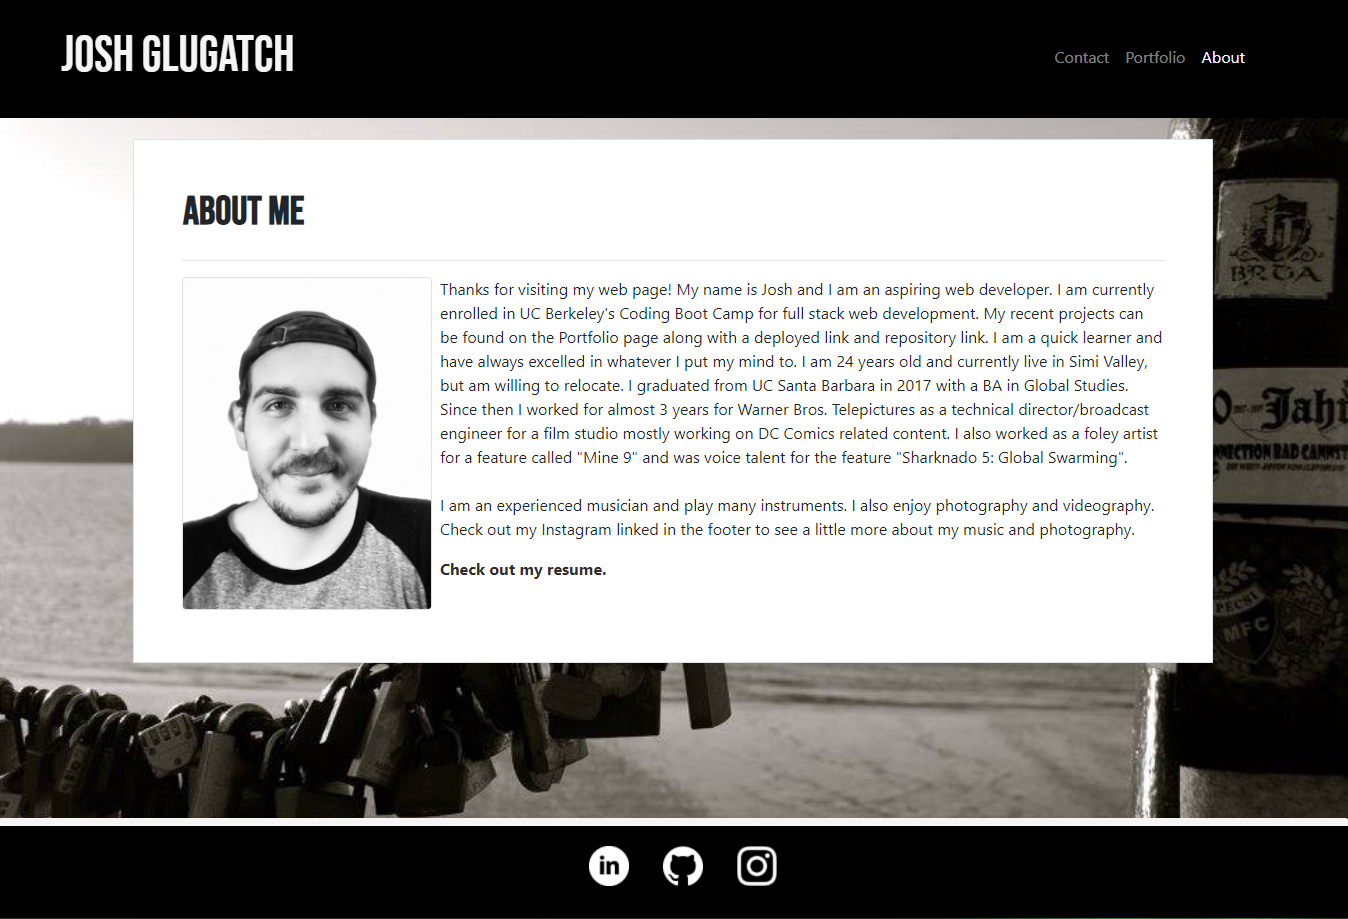 JOSH GLUGATCH
Contact Portfolio About
ABOUT ME
Thanks for visiting my web page! My name is Josh and I am an aspiring web developer. I am currently
enrolled in UC Berkeley's Coding Boot Camp for full stack web development. My recent projects can
be found on the Portfolio page along with a deployed link and repository link. I am a quick learner and
have always excelled in whatever I put my mind to. I am 24 years old and currently live in Simi Valley,
but am willing to relocate. I graduated from UC Santa Barbara in 2017 with a BA in Global Studies.
Since then I worked for almost 3 years for Warner Bros. Telepictures as a technical director/broadcast
engineer for a film studio mostly working on DC Comics related content. I also worked as a foley artist
for a feature called "Mine 9" and was voice talent for the feature "Sharknado 5: Global Swarming".
I am an experienced musician and play many instruments. I also enjoy photography and videography.
Check out my Instagram linked in the footer to see a little more about my music and photography.
Check out my resume.
BRGA
0 Jahr
NNECTION BAD CANNST
PECSI
MFC
in